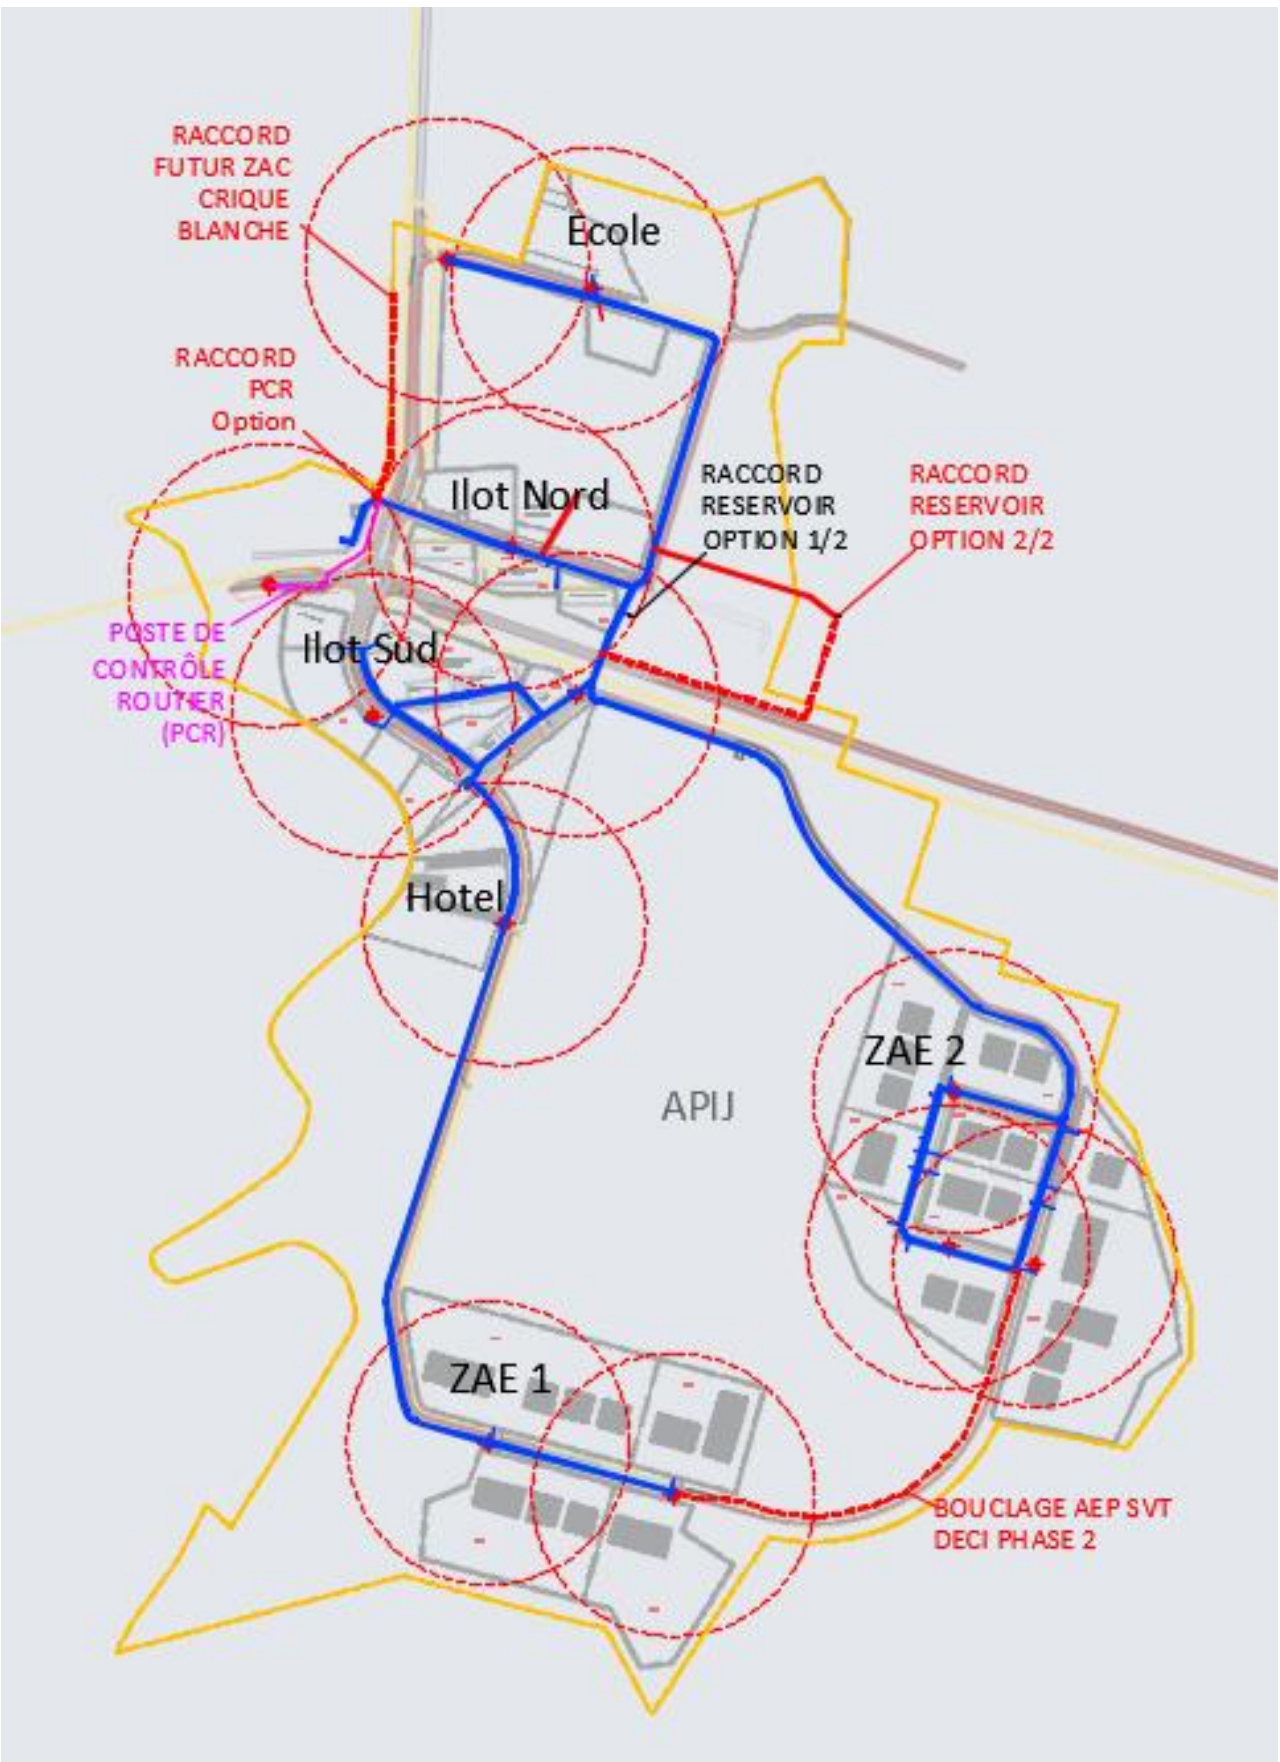 RACCORD
FUTUR ZAC
CRIQUE
BLANCHE
Ecole
RACCORD
PCR
Option
Ilot Nord
RACCORD
RESERVOIR
OPTION 1/2
RACCORD
RESERVOIR
OPTION 2/2
POSTE DE
CONTRÔLE
ROUTIER
(PCR)
Ilot Sud
Hotel
ZAE 2
APIJ
ZAE 1
BOUCLAGE AEP SVT
DECI PHASE 2